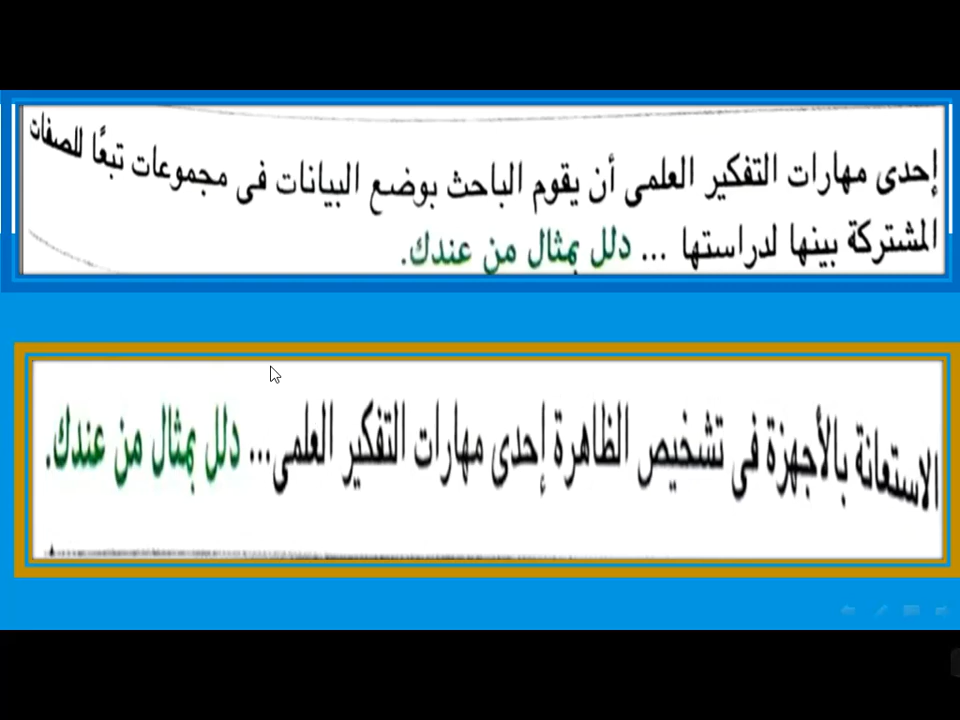 إحدى مهارات التفكير العلمى أن يقوم الباحث بوضع البيانات فى مجموعات تبعًا للصفات
المشتركة بينها لدراستها ... دلل بمثال من عندك.
الاستعانة بالأجهزة فى تشخيص الظاهرة إحدى مهارات التفكير العلمى... دلل بمثال من عندك.